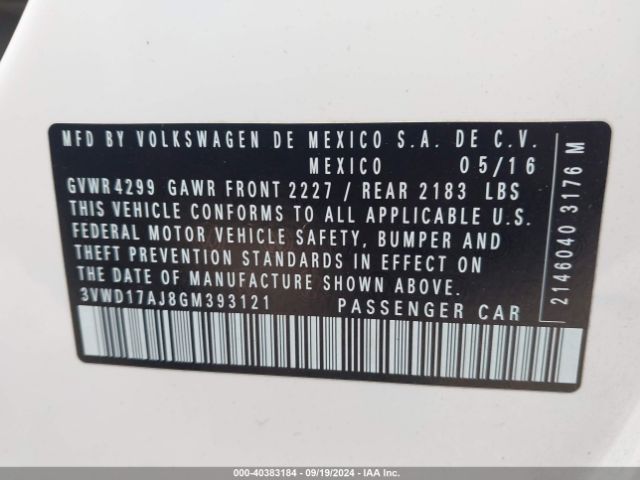 MFD BY VOLKSWAGEN DE MEXICO S.A. DE C.V.
MEXICO 05/16
GVWR 4299 GAWR FRONT 2227 / REAR 2183 LBS
THIS VEHICLE CONFORMS TO ALL APPLICABLE U.S.
FEDERAL MOTOR VEHICLE SAFETY, BUMPER AND
THEFT PREVENTION STANDARDS IN EFFECT ON
THE DATE OF MANUFACTURE SHOWN ABOVE.
3VWD17AJ8GM393121 PASSENGER CAR
2146040 3176 M
000-40383184 - 09/19/2024 - IAAI.com